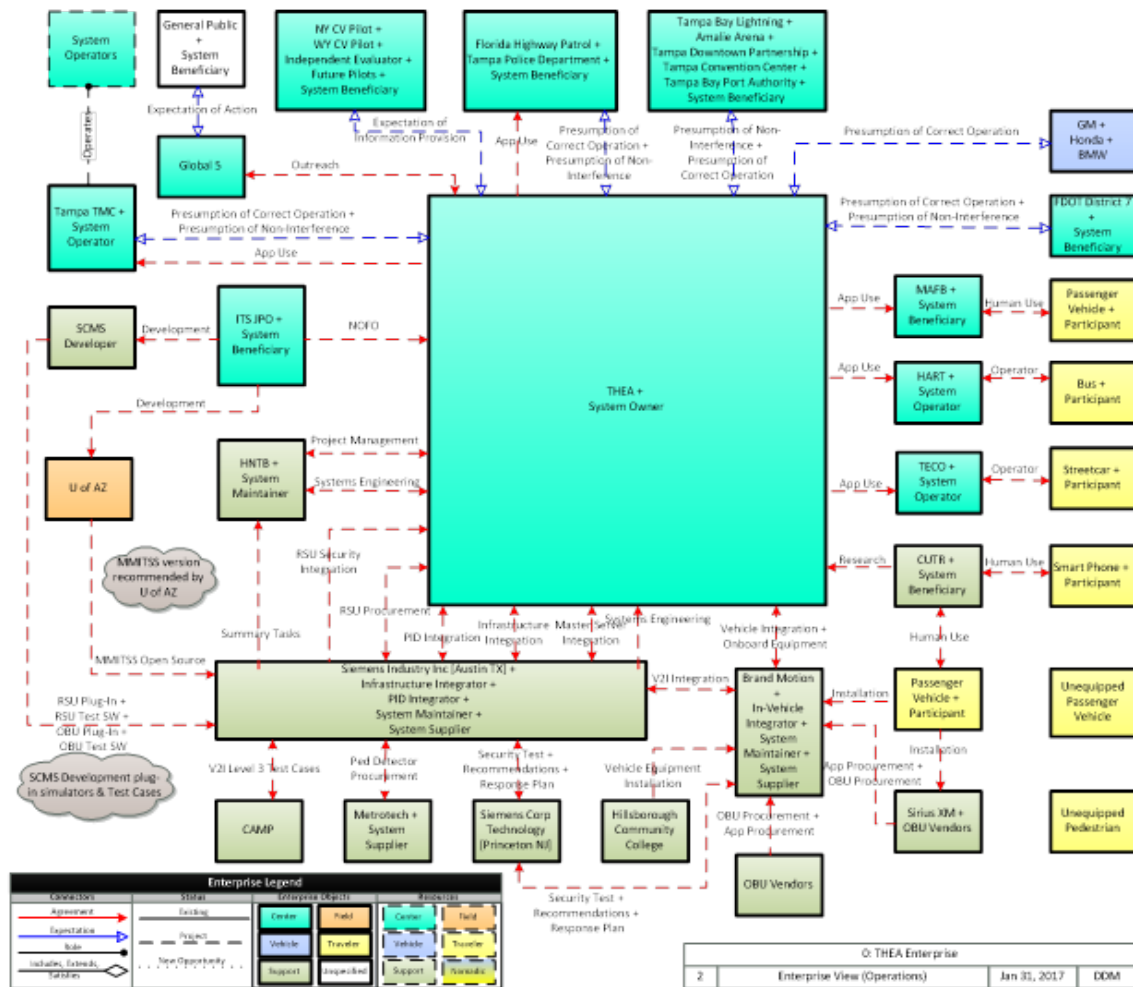 System
Operators
General Public
+
System
Beneficiary
NY CV Pilot +
WY CV Pilot +
Independent Evaluator +
Future Pilots +
System Beneficiary
Florida Highway Patrol +
Tampa Police Department +
System Beneficiary
Tampa Bay Lightning +
Amalie Arena +
Tampa Downtown Partnership +
Tampa Convention Center +
Tampa Bay Port Authority +
System Beneficiary
GM +
Honda +
BMW
Operates
Expectation of Action
Expectation of
Information Provision
App Use
Presumption of
Correct Operation +
Presumption of Non-
Interference
Presumption of Non-
Interference +
Presumption of
Correct Operation
Presumption of Correct Operation
Global 5
Outreach
Tampa TMC +
System
Operator
Presumption of Correct Operation +
Presumption of Non-Interference
App Use
Presumption of Correct Operation +
Presumption of Non-Interference
FDOT District 7
+
System
Beneficiary
SCMS
Developer
Development
ITS JPO +
System
Beneficiary
NOFO
Development
THEA +
System Owner
App Use
MAFB +
System
Beneficiary
Human Use
Passenger
Vehicle +
Participant
App Use
HART +
System
Operator
Operator
Bus +
Participant
App Use
TECO +
System
Operator
Operator
Streetcar +
Participant
U of AZ
HNTB +
System
Maintainer
Project Management
Systems Engineering
MMITSS version
recommended by
U of AZ
RSU Security
Integration
Research
CUTR +
System
Beneficiary
Human Use
Smart Phone +
Participant
Summary Tasks
RSU Procurement
PID Integration
Infrastructure
Integration
Master Server
Integration
Systems Engineering
Vehicle Integration +
Onboard Equipment
Human Use
MMITSS Open Source
Siemens Industry Inc [Austin TX] +
Infrastructure Integrator +
PID Integrator +
System Maintainer +
System Supplier
V2I Integration
Brand Motion
+
In-Vehicle
Integrator +
System
Maintainer +
System
Supplier
Installation
Passenger
Vehicle +
Participant
Unequipped
Passenger
Vehicle
RSU Plug-In +
RSU Test SW +
OBU Plug-In +
OBU Test SW
Installation
App Procurement +
OBU Procurement
SCMS Development plug-
in simulators & Test Cases
V2I Level 3 Test Cases
Ped Detector
Procurement
Security Test +
Recommendations +
Response Plan
Vehicle Equipment
Installation
CAMP
Metrotech +
System
Supplier
Siemens Corp
Technology
[Princeton NJ]
Hillsborough
Community
College
OBU Procurement +
App Procurement
Sirius XM +
OBU Vendors
Unequipped
Pedestrian
OBU Vendors
Security Test +
Recommendations +
Response Plan
Enterprise Legend
Connectors
Status
Enterprise Objects
Resources
Agreement
Expectation
Role
Includes, Extends,
Satisfies
Existing
Project
New Opportunity
Center
Field
Vehicle
Traveler
Support
Unspecified
Center
Field
Vehicle
Traveler
Support
Nomadic
O: THEA Enterprise
2
Enterprise View (Operations)
Jan 31, 2017
DDM